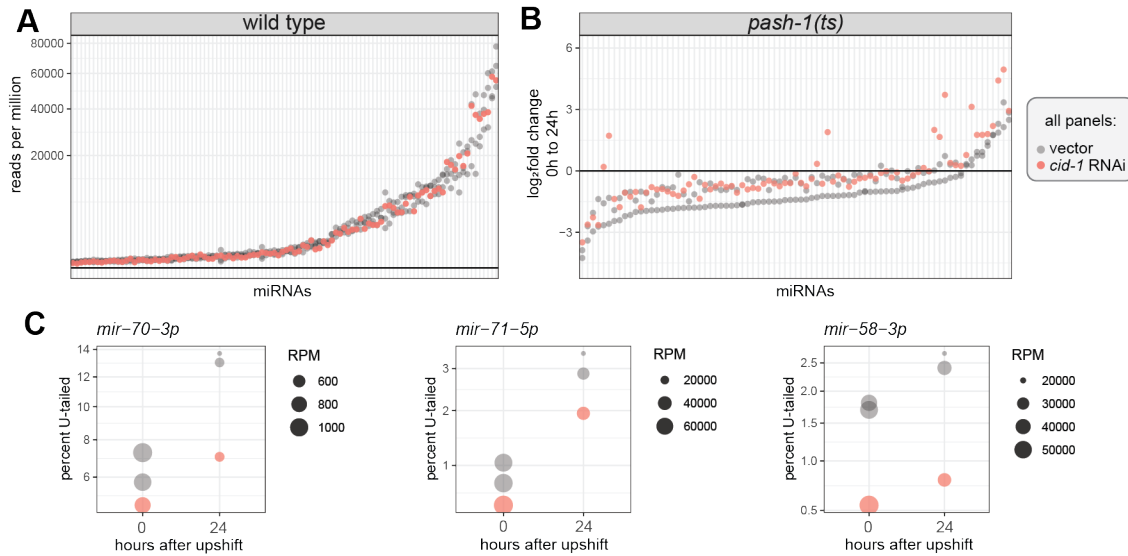 A
wild type
reads per million
80000
60000
40000
20000
miRNAs
B
pash-1(ts)
log₂fold change
0h to 24h
6
3
0
−3
miRNAs
all panels:
vector
cid-1 RNAi
C
mir−70−3p
percent U-tailed
14
12
10
8
6
0
24
hours after upshift
RPM
600
800
1000
mir−71−5p
percent U-tailed
3
2
1
0
24
hours after upshift
RPM
20000
40000
60000
mir−58−3p
percent U-tailed
2.5
2.0
1.5
1.0
0.5
0
24
hours after upshift
RPM
20000
30000
40000
50000